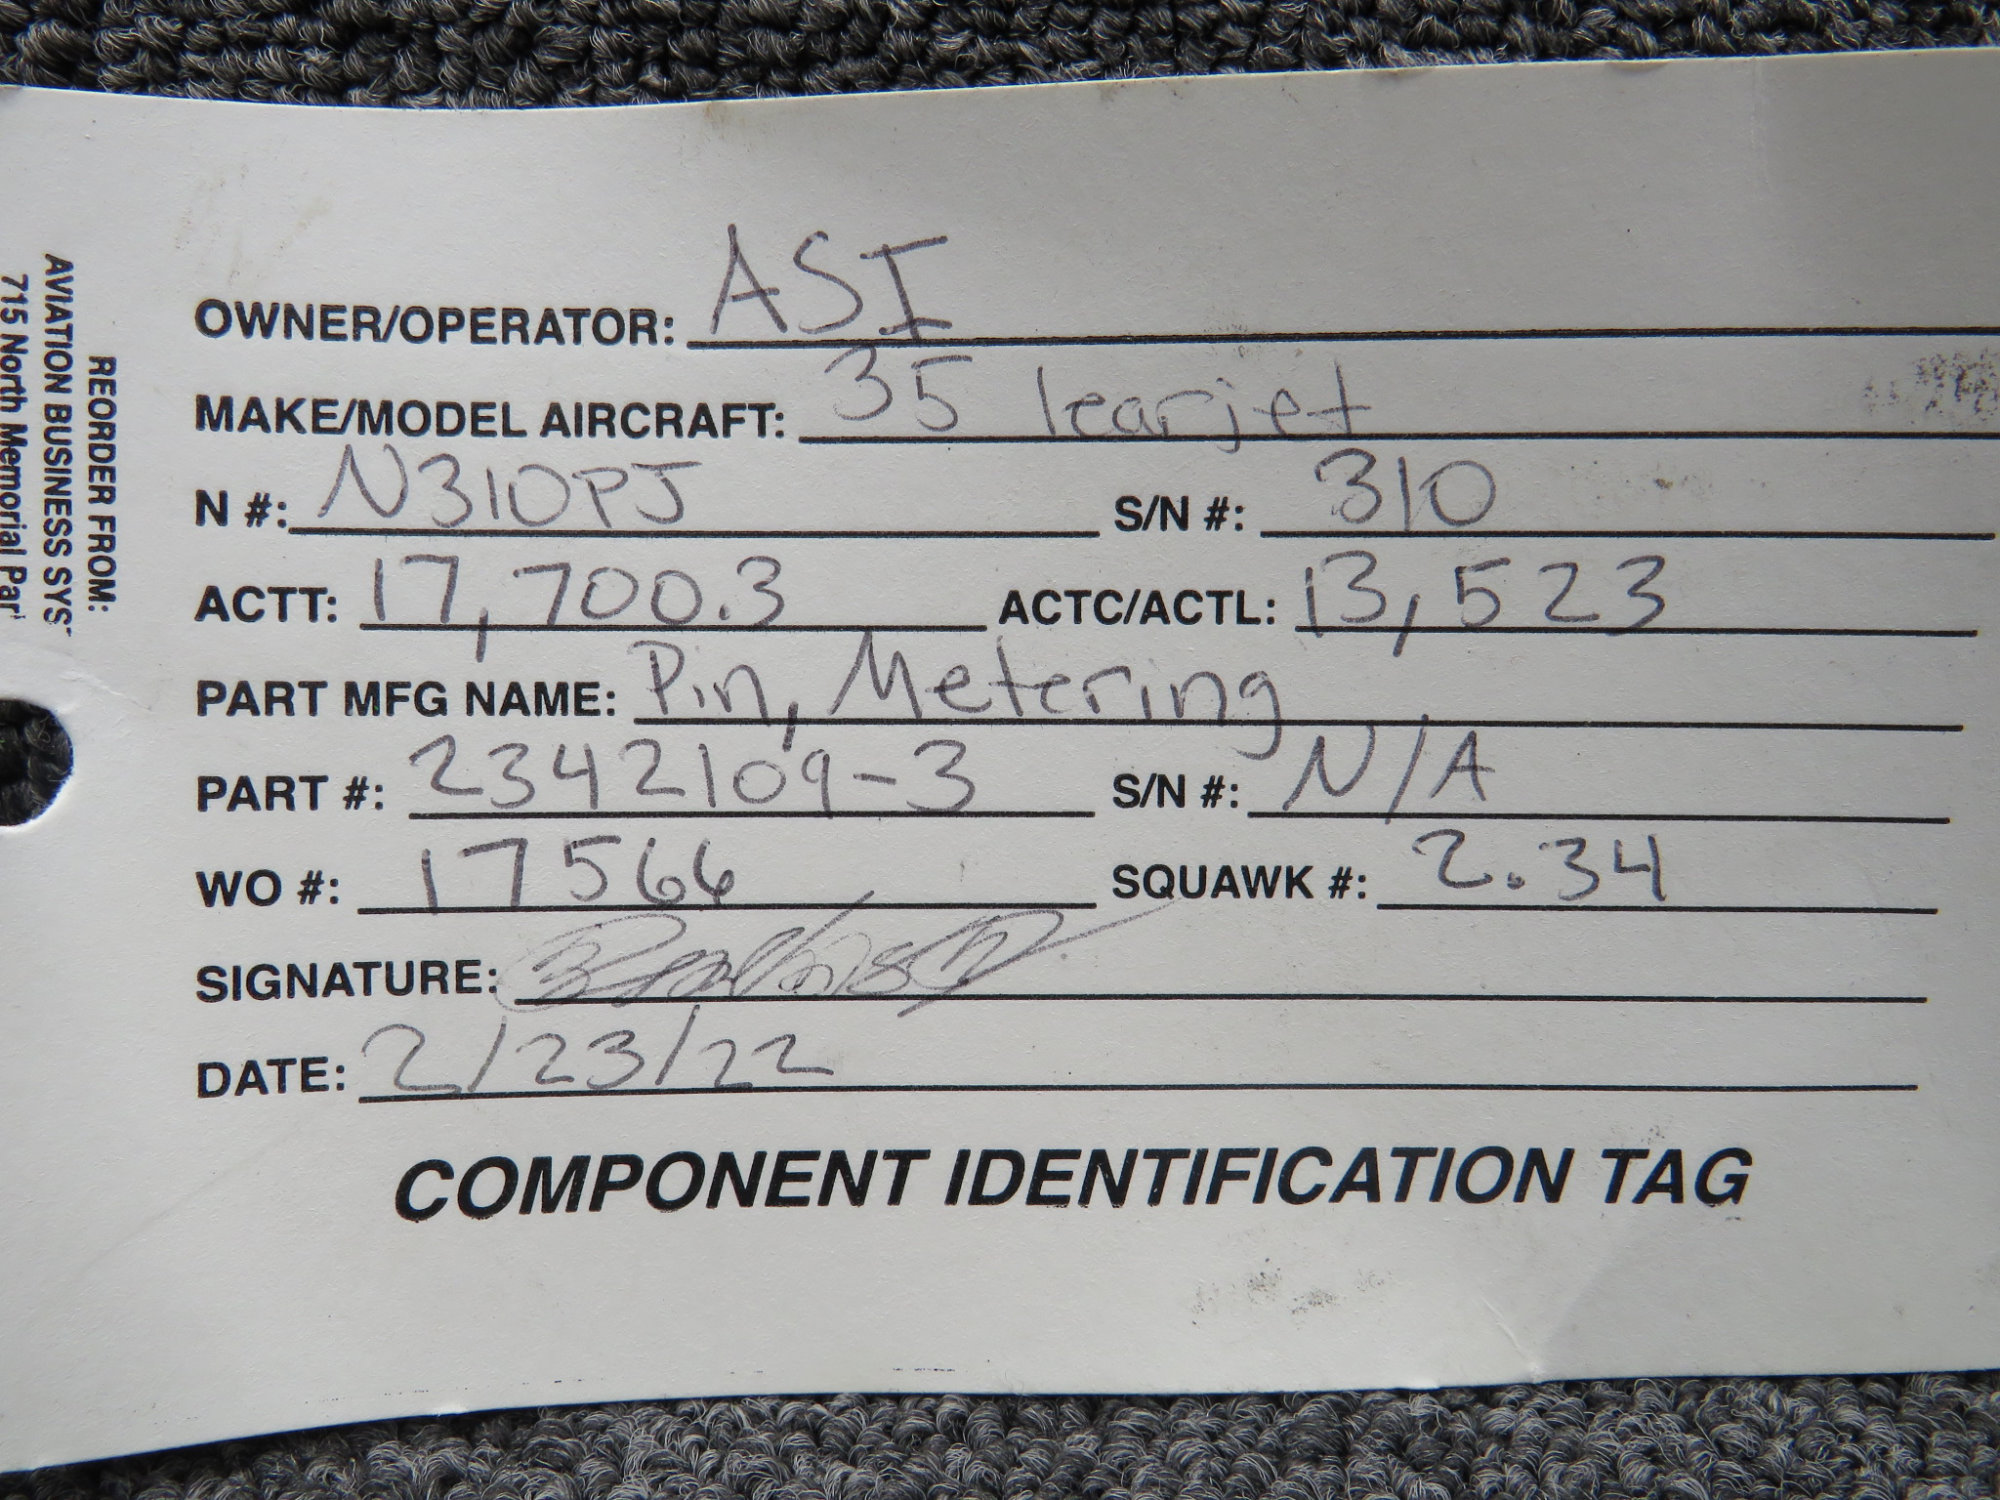 OWNER/OPERATOR: ASI
MAKE/MODEL AIRCRAFT: 35 learjet
N #: N310PJ S/N #: 310
ACTT: 17,700.3 ACTC/ACTL: 13,523
PART MFG NAME: Pin, Metering
PART #: 2342109-3 S/N #: N/A
WO #: 17566 SQUAWK #: 2.34
SIGNATURE:
DATE: 2/23/22
COMPONENT IDENTIFICATION TAG
REORDER FROM:
AVIATION BUSINESS SYS
715 North Memorial Par